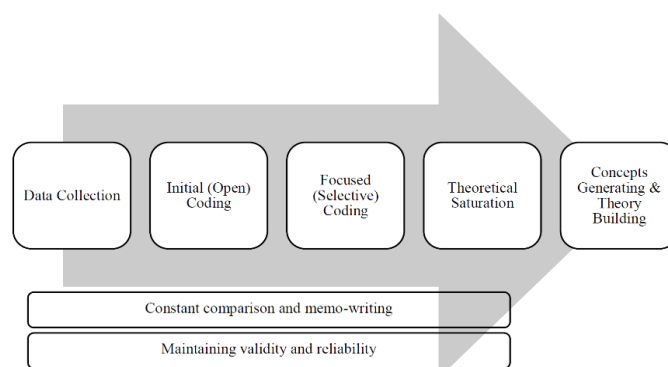 Data Collection
Initial (Open)
Coding
Focused
(Selective)
Coding
Theoretical
Saturation
Concepts
Generating &
Theory
Building
Constant comparison and memo-writing
Maintaining validity and reliability